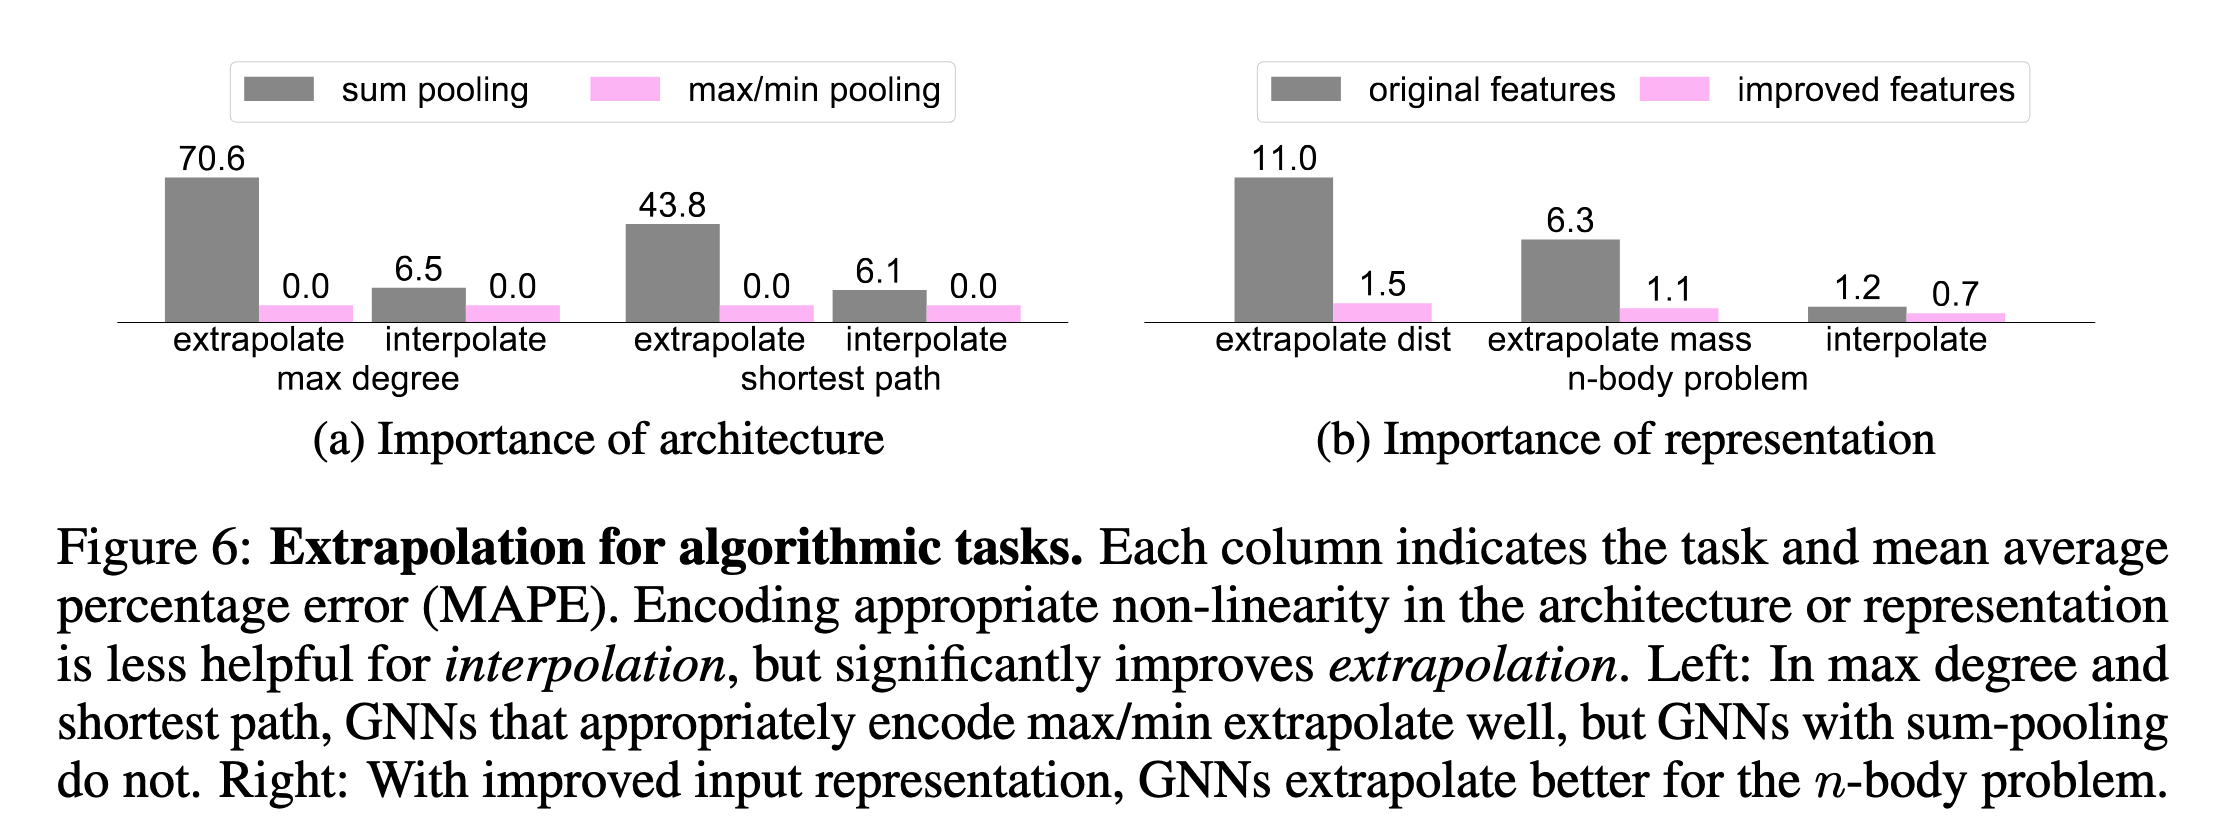 sum pooling max/min pooling
70.6 0.0 6.5 0.0 43.8 0.0 6.1 0.0
extrapolate interpolate extrapolate interpolate
max degree shortest path
(a) Importance of architecture
original features improved features
11.0 1.5 6.3 1.1 1.2 0.7
extrapolate dist extrapolate mass interpolate
n-body problem
(b) Importance of representation
Figure 6: Extrapolation for algorithmic tasks. Each column indicates the task and mean average
percentage error (MAPE). Encoding appropriate non-linearity in the architecture or representation
is less helpful for interpolation, but significantly improves extrapolation. Left: In max degree and
shortest path, GNNs that appropriately encode max/min extrapolate well, but GNNs with sum-pooling
do not. Right: With improved input representation, GNNs extrapolate better for the n-body problem.